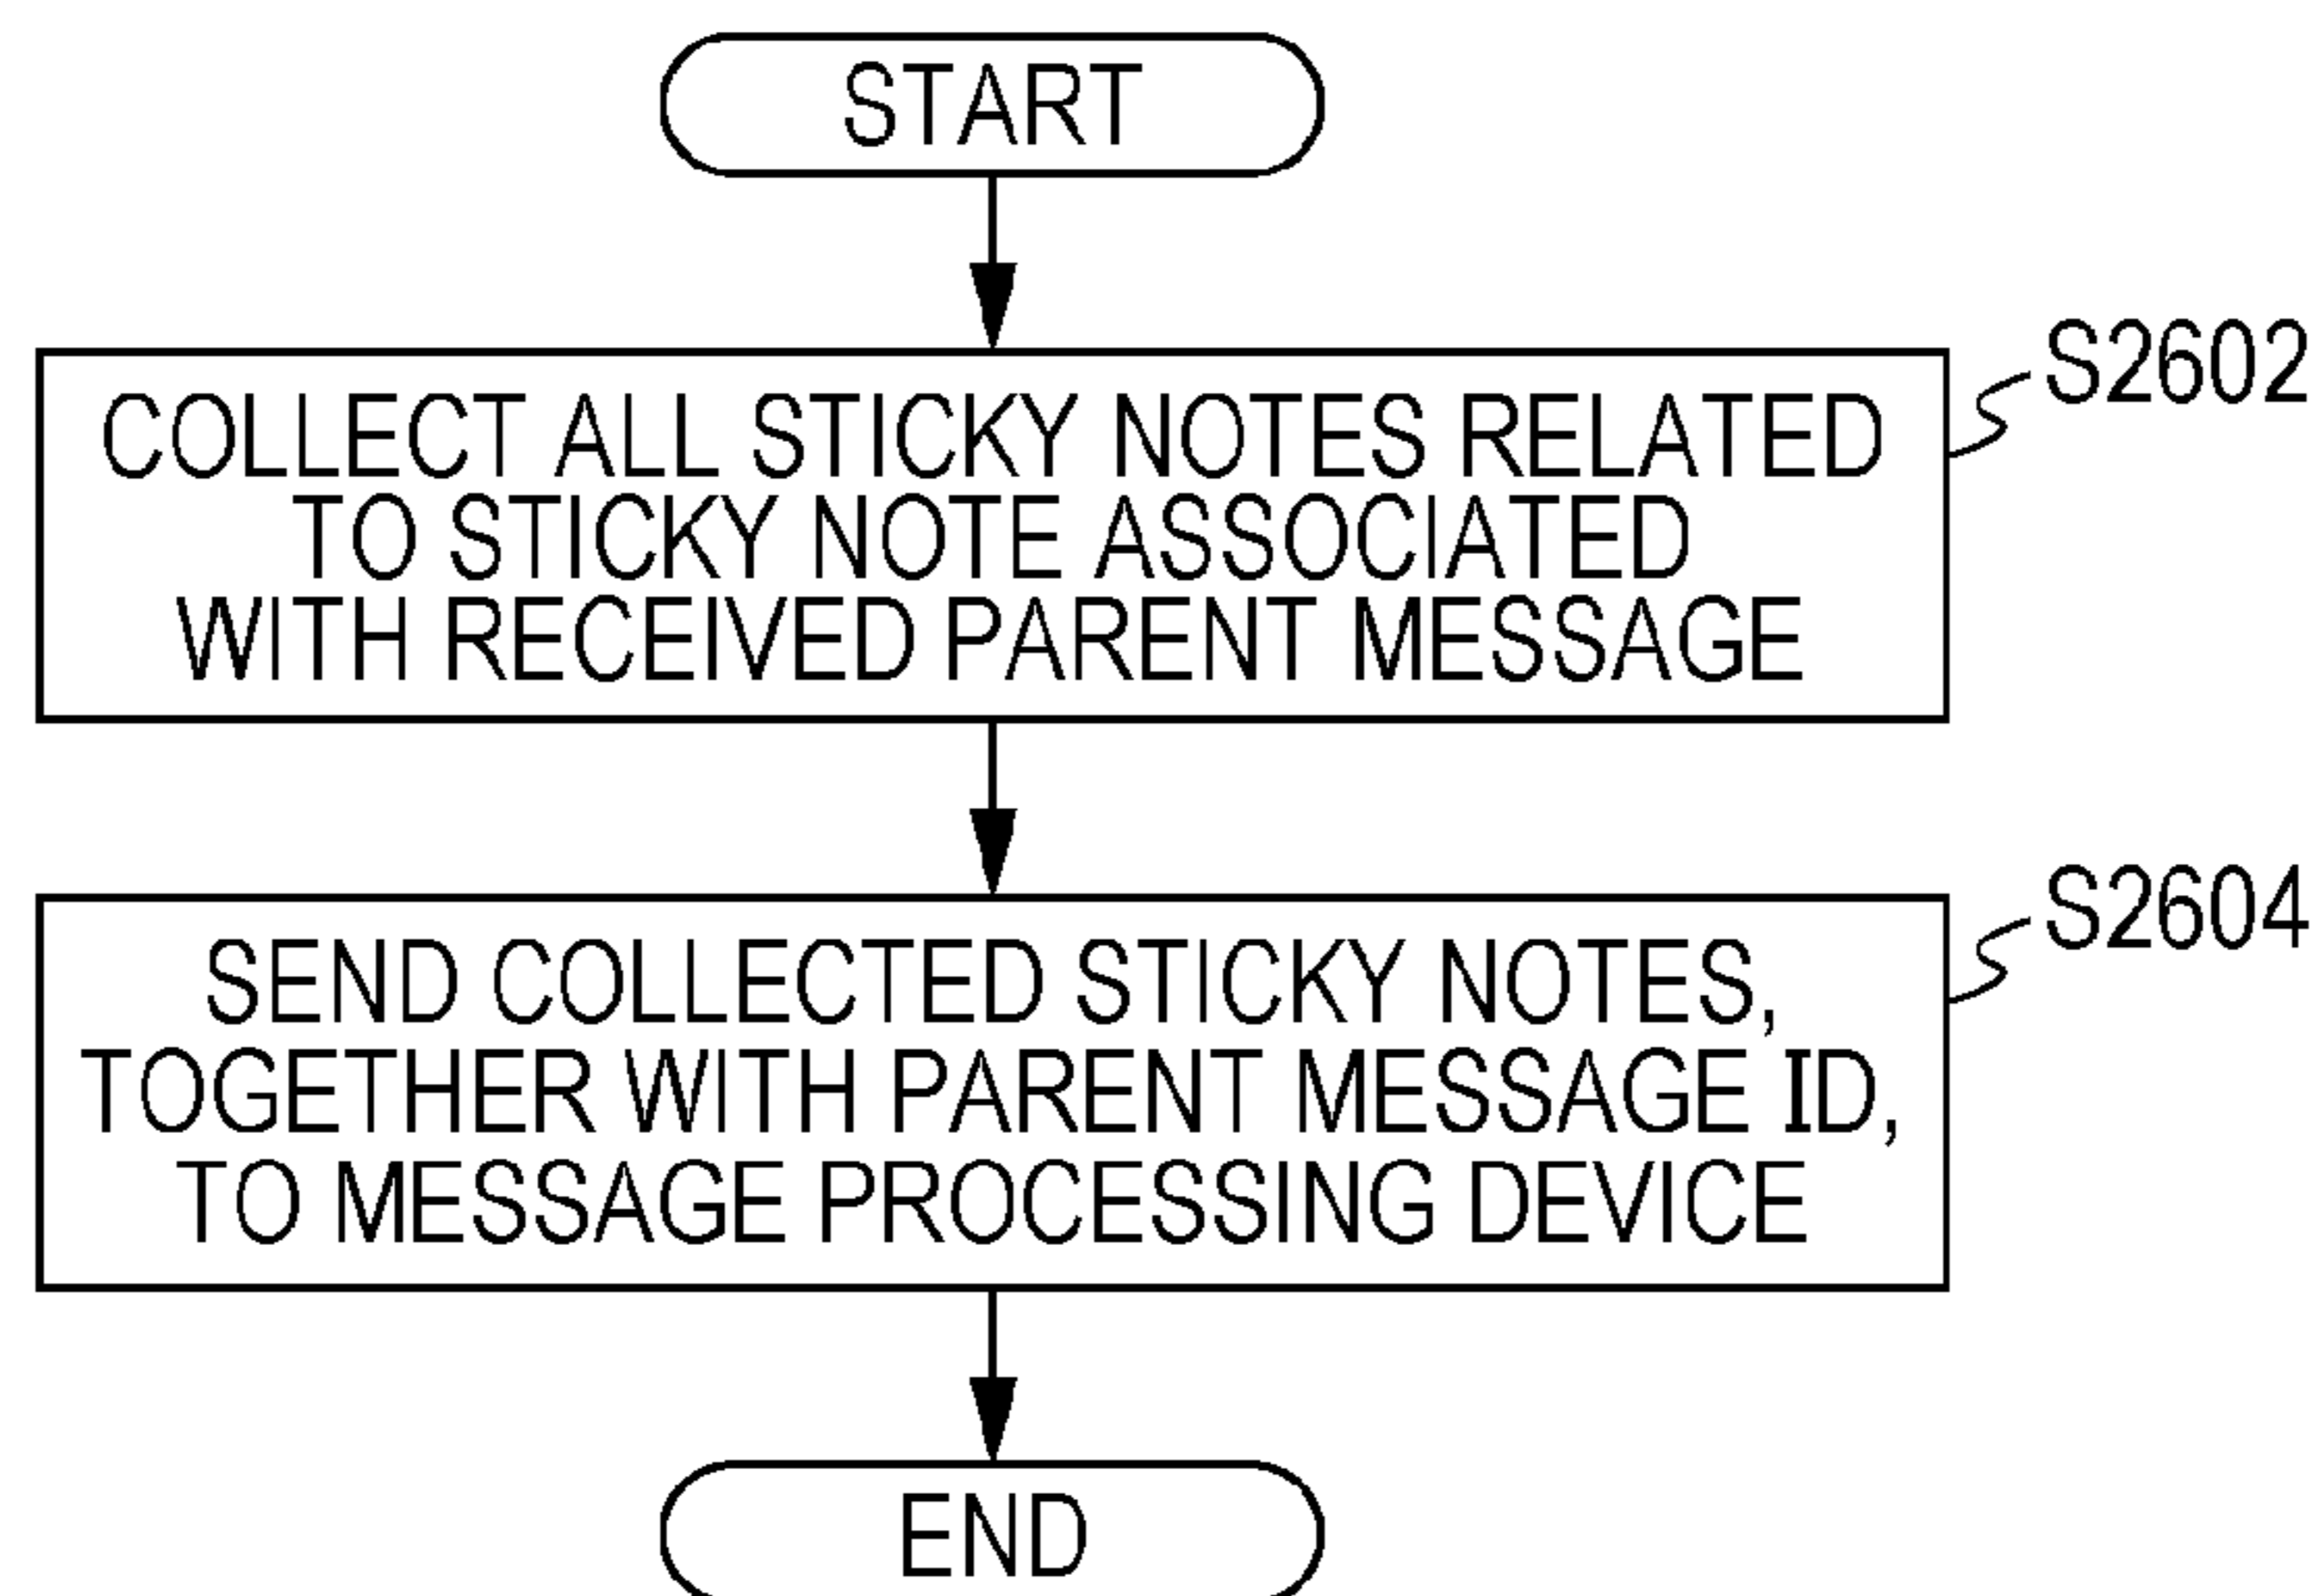 START
S2602
COLLECT ALL STICKY NOTES RELATED
TO STICKY NOTE ASSOCIATED
WITH RECEIVED PARENT MESSAGE
S2604
SEND COLLECTED STICKY NOTES,
TOGETHER WITH PARENT MESSAGE ID,
TO MESSAGE PROCESSING DEVICE
END